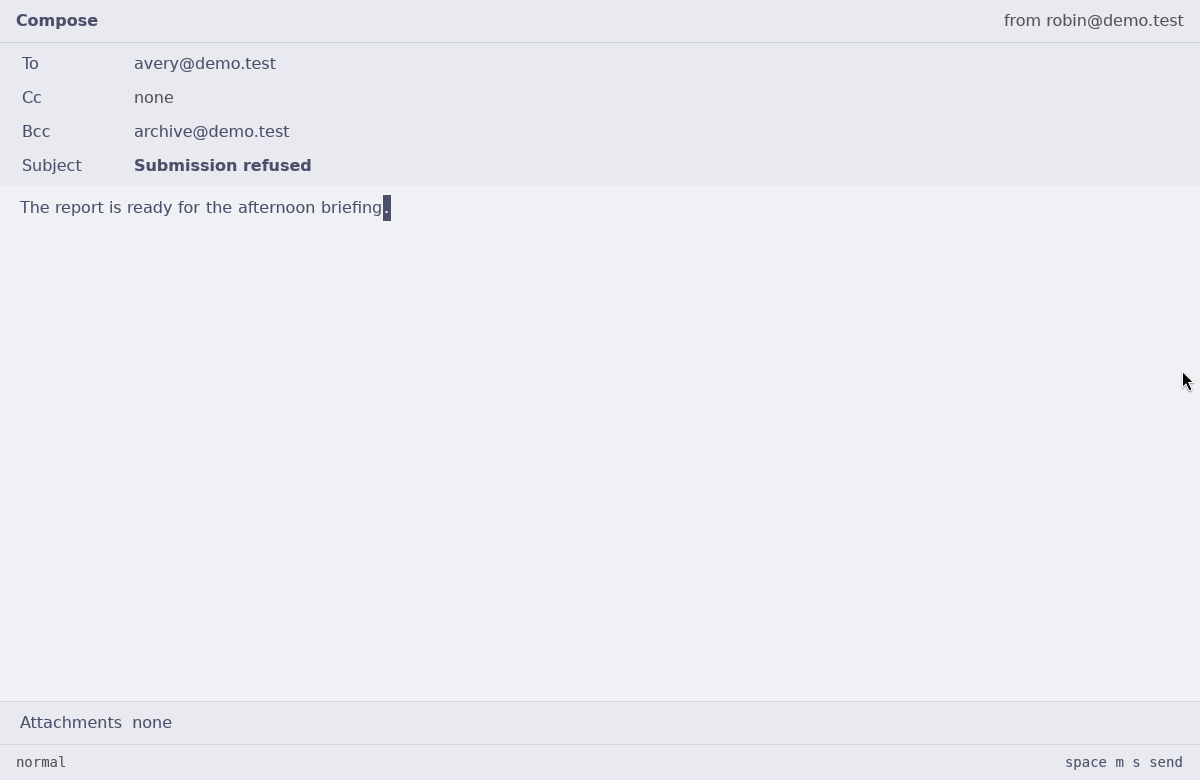 Compose
from robin@demo.test
To avery@demo.test
Cc none
Bcc archive@demo.test
Subject Submission refused
The report is ready for the afternoon briefing.
Attachments none
normal
space m s send